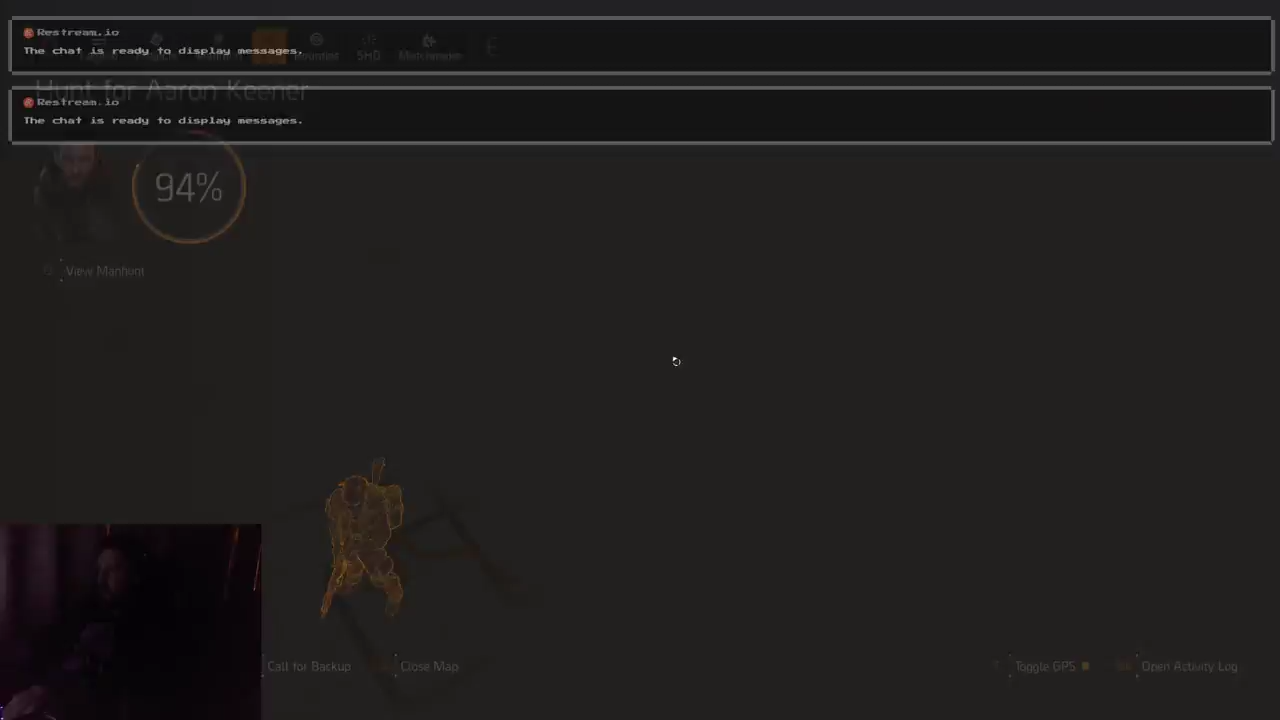 Restream.io
The chat is ready to display messages.
SHD
Hunt for Aaron Keener
Restream.io
The chat is ready to display messages.
94%
View Manhunt
Call for Backup
Close Map
Toggle GPS
Open Activity Log